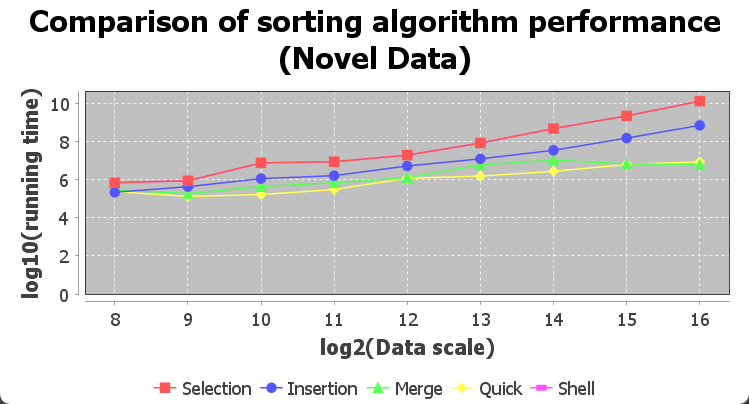 Comparison of sorting algorithm performance
(Novel Data)
log10(running time)
10
8
6
4
2
0
8 9 10 11 12 13 14 15 16
log2(Data scale)
Selection Insertion Merge Quick Shell